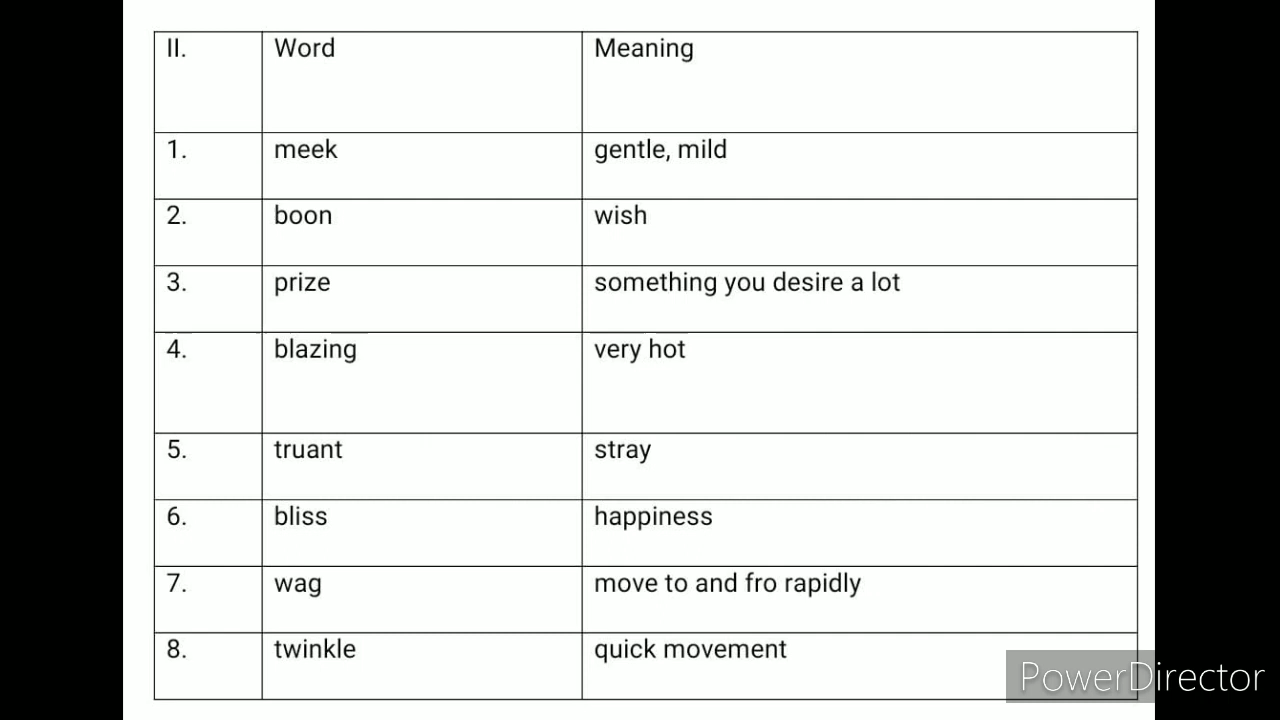 II. Word Meaning
1. meek gentle, mild
2. boon wish
3. prize something you desire a lot
4. blazing very hot
5. truant stray
6. bliss happiness
7. wag move to and fro rapidly
8. twinkle quick movement
PowerDirector